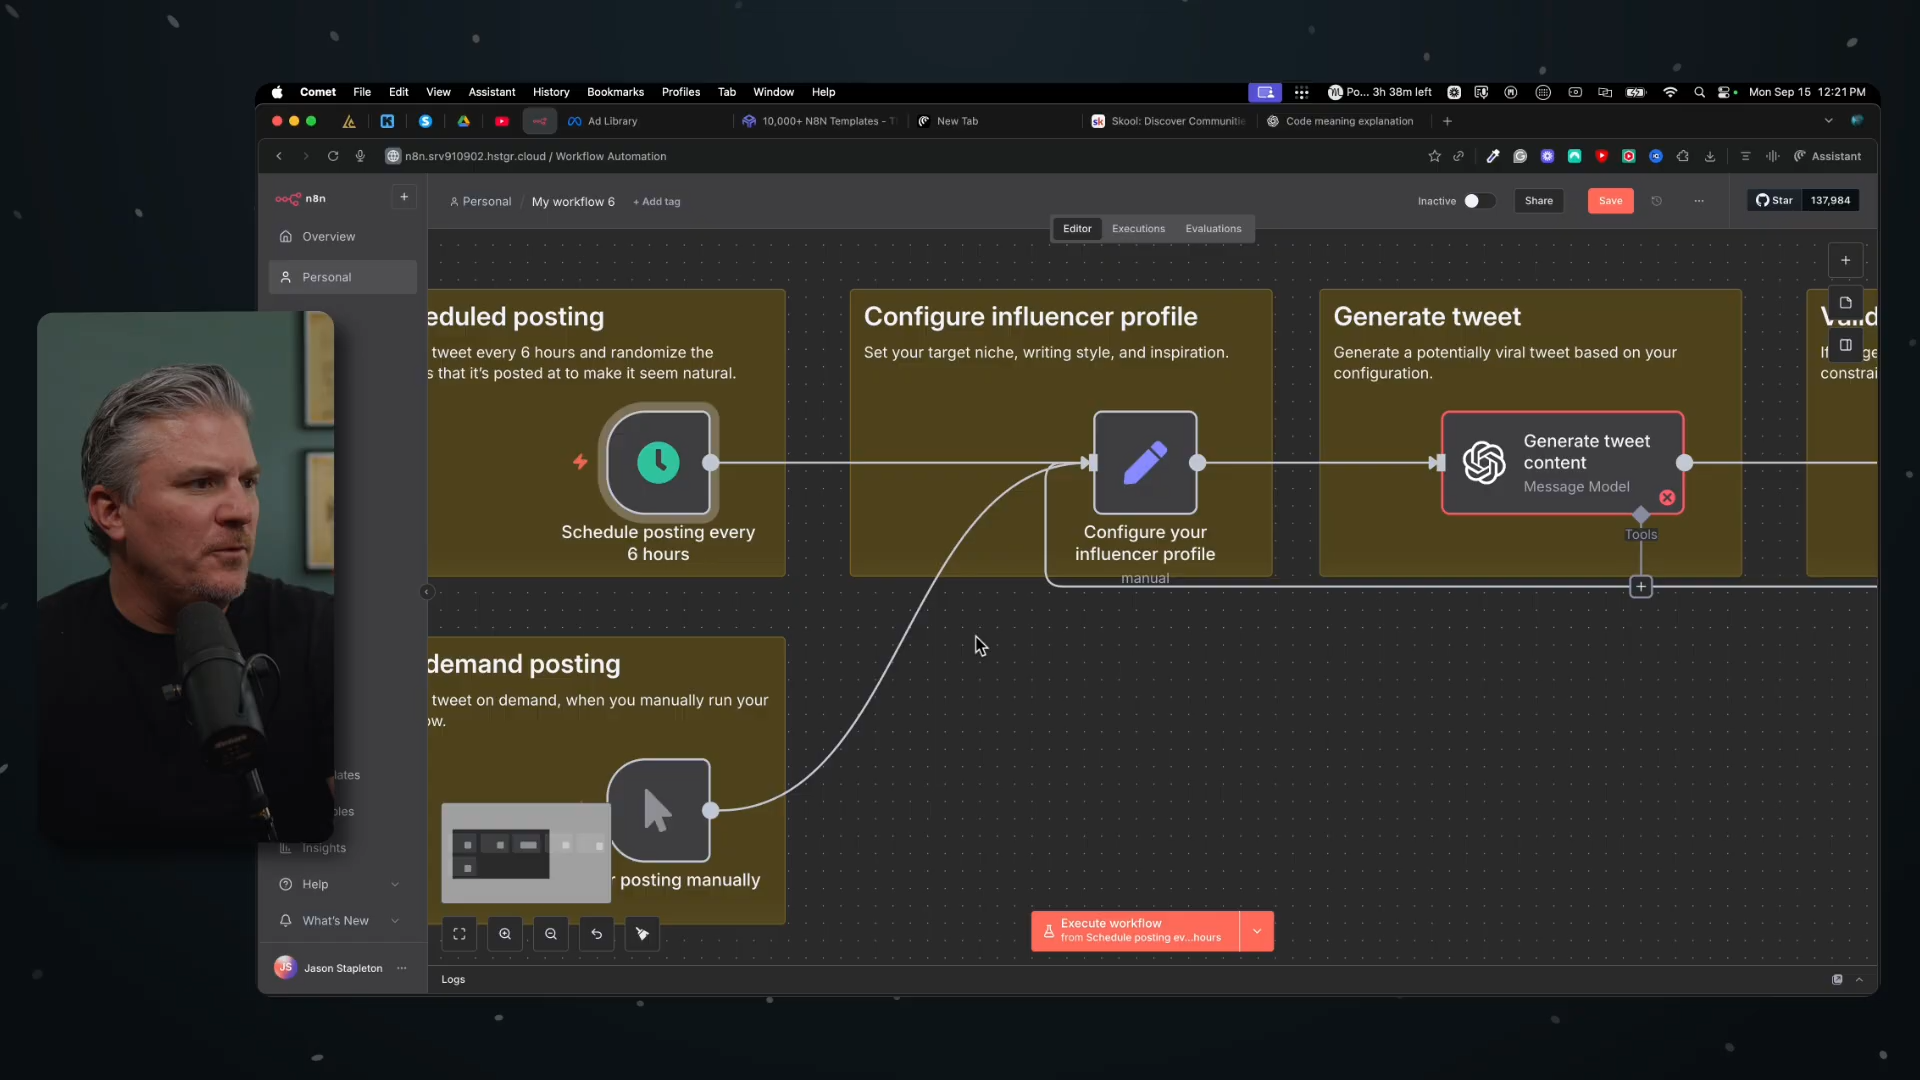 Comet File Edit View Assistant History Bookmarks Profiles Tab Window Help
Po... 3h 38m left
Mon Sep 15 12:21 PM
Ad Library
10,000+ N8N Templates -
New Tab
Skool: Discover Communitie
Code meaning explanation
n8n.srv910902.hstgr.cloud / Workflow Automation
Assistant
n8n
Personal / My workflow 6 + Add tag
Inactive
Share
Save
Star 137,984
Editor Executions Evaluations
Overview
Personal
eduled posting
tweet every 6 hours and randomize the
s that it's posted at to make it seem natural.
Schedule posting every
6 hours
Configure influencer profile
Set your target niche, writing style, and inspiration.
Configure your
influencer profile
manual
Generate tweet
Generate a potentially viral tweet based on your
configuration.
Generate tweet
content
Message Model
Tools
constrai
demand posting
tweet on demand, when you manually run your
ow.
r posting manually
lates
les
Insights
Help
What's New
JS Jason Stapleton
Execute workflow
from Schedule posting ev...hours
Logs